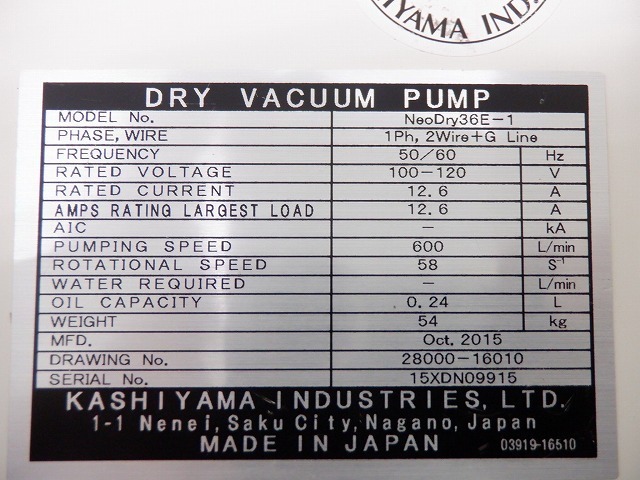 IYAMA IND.
DRY VACUUM PUMP
MODEL No. NeoDry36E-1
PHASE, WIRE 1Ph, 2Wire+G Line
FREQUENCY 50/60 Hz
RATED VOLTAGE 100-120 V
RATED CURRENT 12.6 A
AMPS RATING LARGEST LOAD 12.6 A
AIC - kA
PUMPING SPEED 600 L/min
ROTATIONAL SPEED 58 S⁻¹
WATER REQUIRED - L/min
OIL CAPACITY 0.24 L
WEIGHT 54 kg
MFD. Oct. 2015
DRAWING No. 28000-16010
SERIAL No. 15XDN09915
KASHIYAMA INDUSTRIES, LTD.
1-1 Nenei, Saku City, Nagano, Japan
MADE IN JAPAN 03919-16510